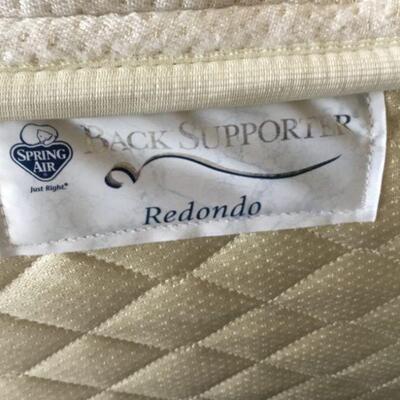 SPRING
AIR
Just Right.®
BACK SUPPORTER®
Redondo